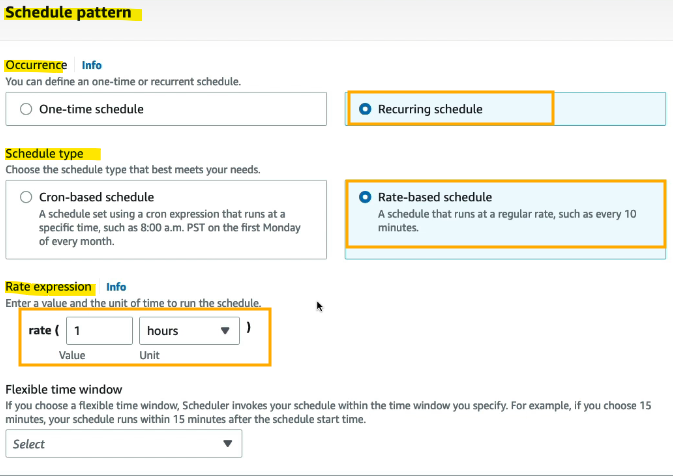 Schedule pattern
Occurrence Info
You can define an one-time or recurrent schedule.
One-time schedule
Recurring schedule
Schedule type
Choose the schedule type that best meets your needs.
Cron-based schedule
A schedule set using a cron expression that runs at a
specific time, such as 8:00 a.m. PST on the first Monday
of every month.
Rate-based schedule
A schedule that runs at a regular rate, such as every 10
minutes.
Rate expression Info
Enter a value and the unit of time to run the schedule.
rate ( 1 hours )
Value Unit
Flexible time window
If you choose a flexible time window, Scheduler invokes your schedule within the time window you specify. For example, if you choose 15
minutes, your schedule runs within 15 minutes after the schedule start time.
Select